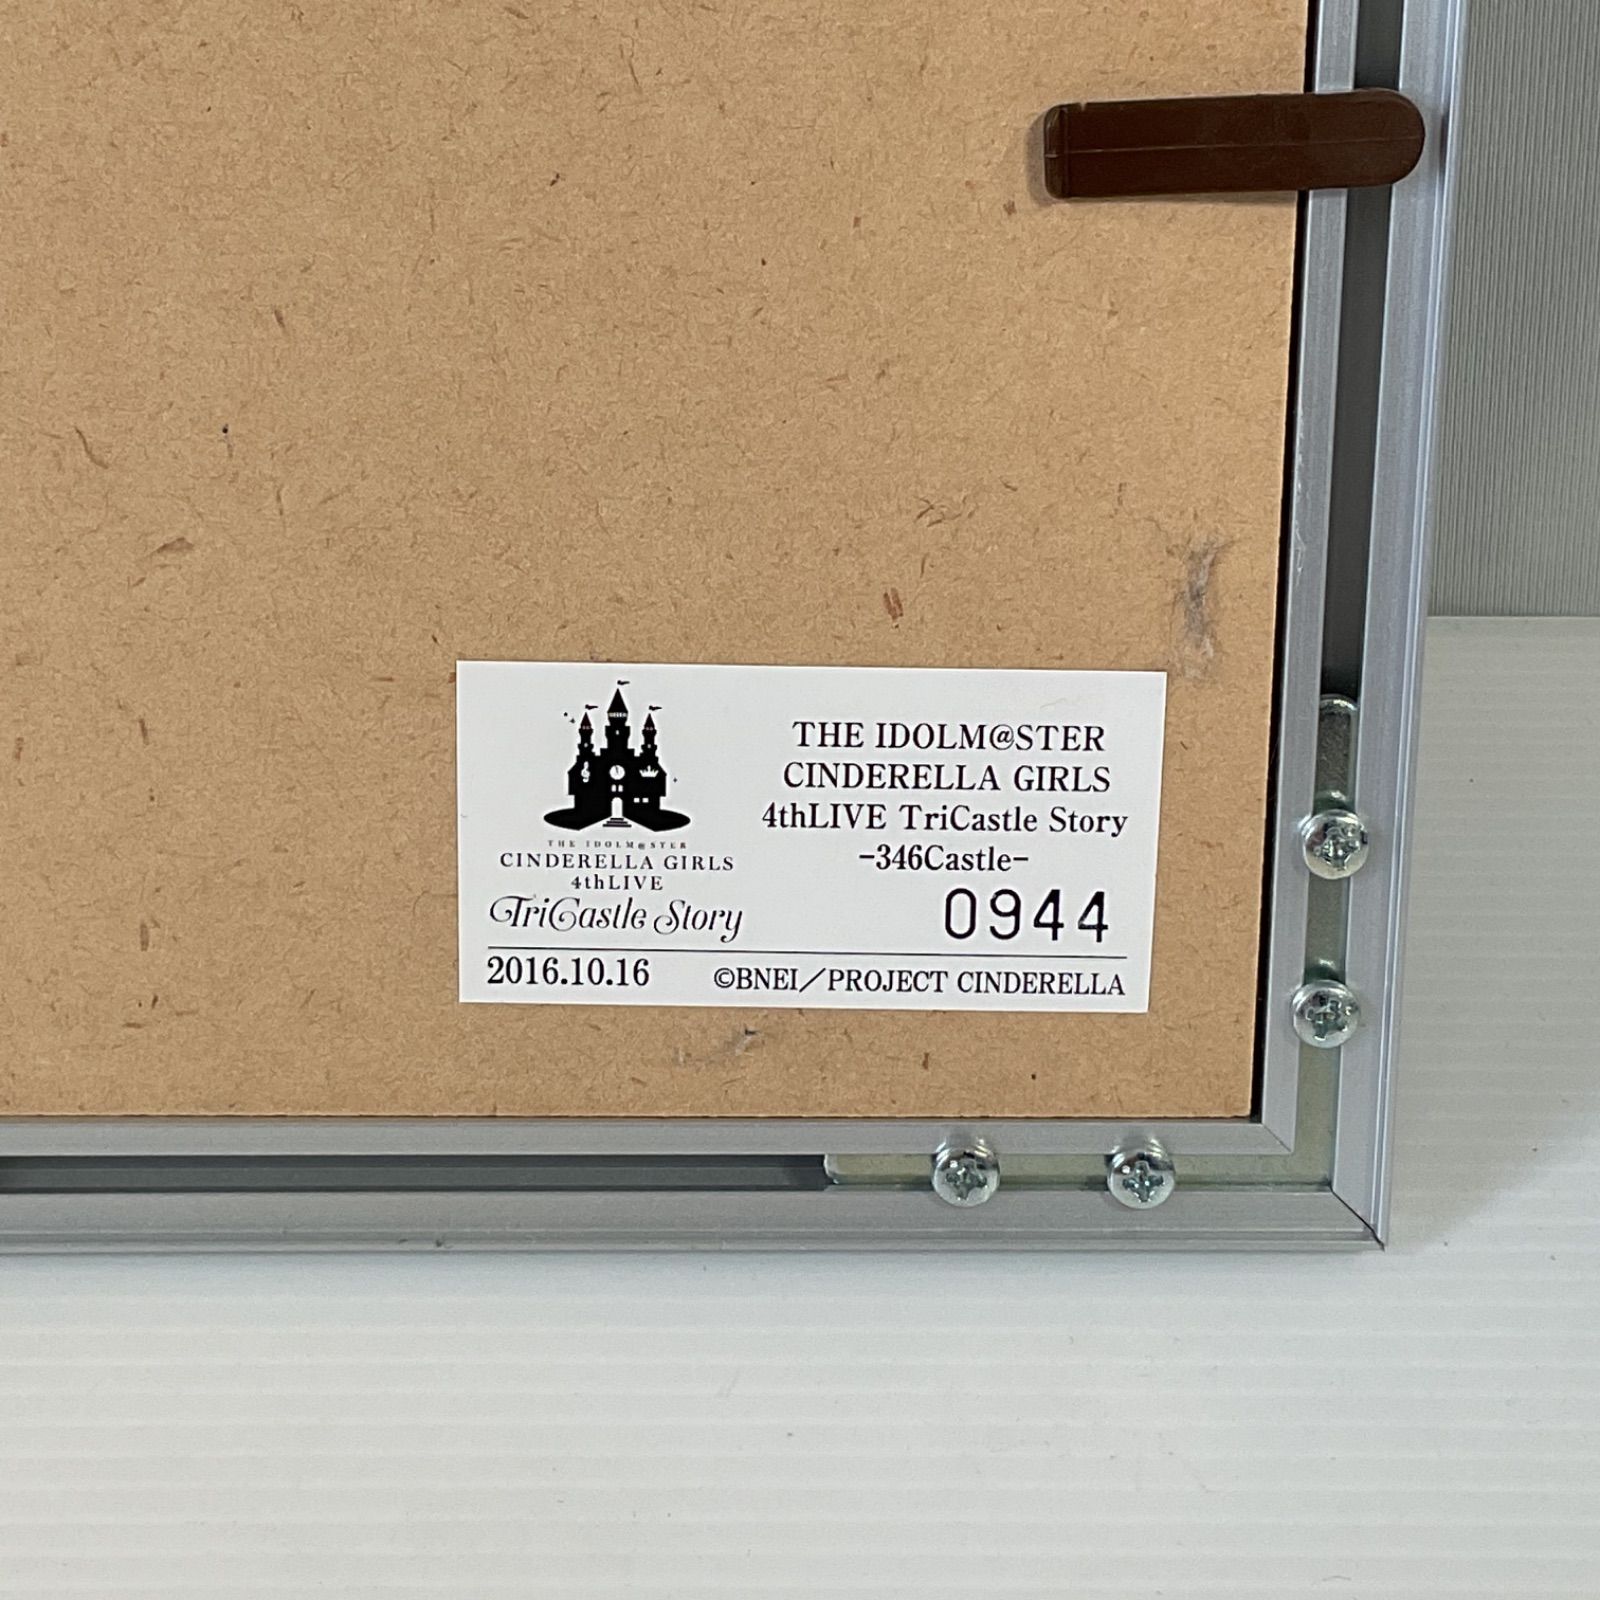 THE IDOLM@STER
CINDERELLA GIRLS
4thLIVE
TriCastle Story
THE IDOLM@STER
CINDERELLA GIRLS
4thLIVE TriCastle Story
-346Castle-
0944
2016.10.16
©BNEI／PROJECT CINDERELLA